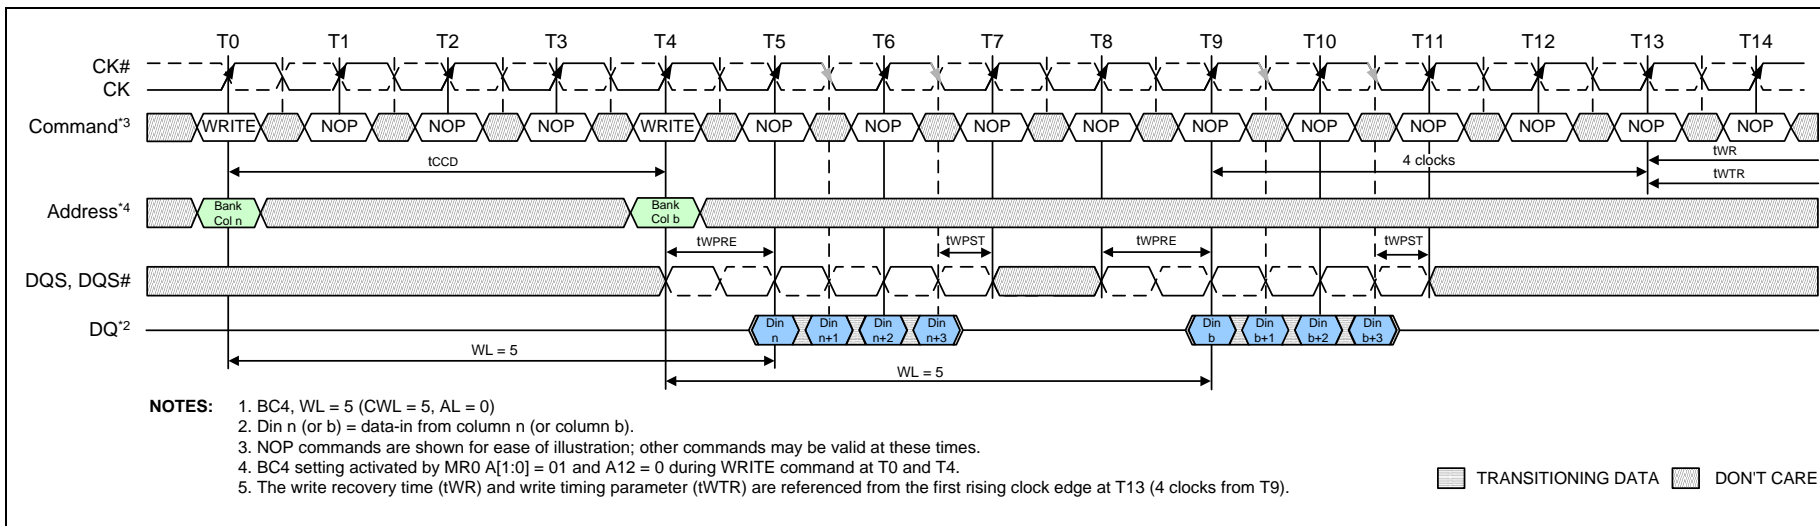 T0 T1 T2 T3 T4 T5 T6 T7 T8 T9 T10 T11 T12 T13 T14
CK#
CK
Command*3 WRITE NOP NOP NOP WRITE NOP NOP NOP NOP NOP NOP NOP NOP NOP NOP
tCCD 4 clocks tWR
tWTR
Address*4 Bank Col n Bank Col b
tWPRE tWPST tWPRE tWPST
DQS, DQS#
DQ*2 Din n Din n+1 Din n+2 Din n+3 Din b Din b+1 Din b+2 Din b+3
WL = 5
WL = 5
NOTES: 1. BC4, WL = 5 (CWL = 5, AL = 0)
2. Din n (or b) = data-in from column n (or column b).
3. NOP commands are shown for ease of illustration; other commands may be valid at these times.
4. BC4 setting activated by MR0 A[1:0] = 01 and A12 = 0 during WRITE command at T0 and T4.
5. The write recovery time (tWR) and write timing parameter (tWTR) are referenced from the first rising clock edge at T13 (4 clocks from T9).
TRANSITIONING DATA DON'T CARE